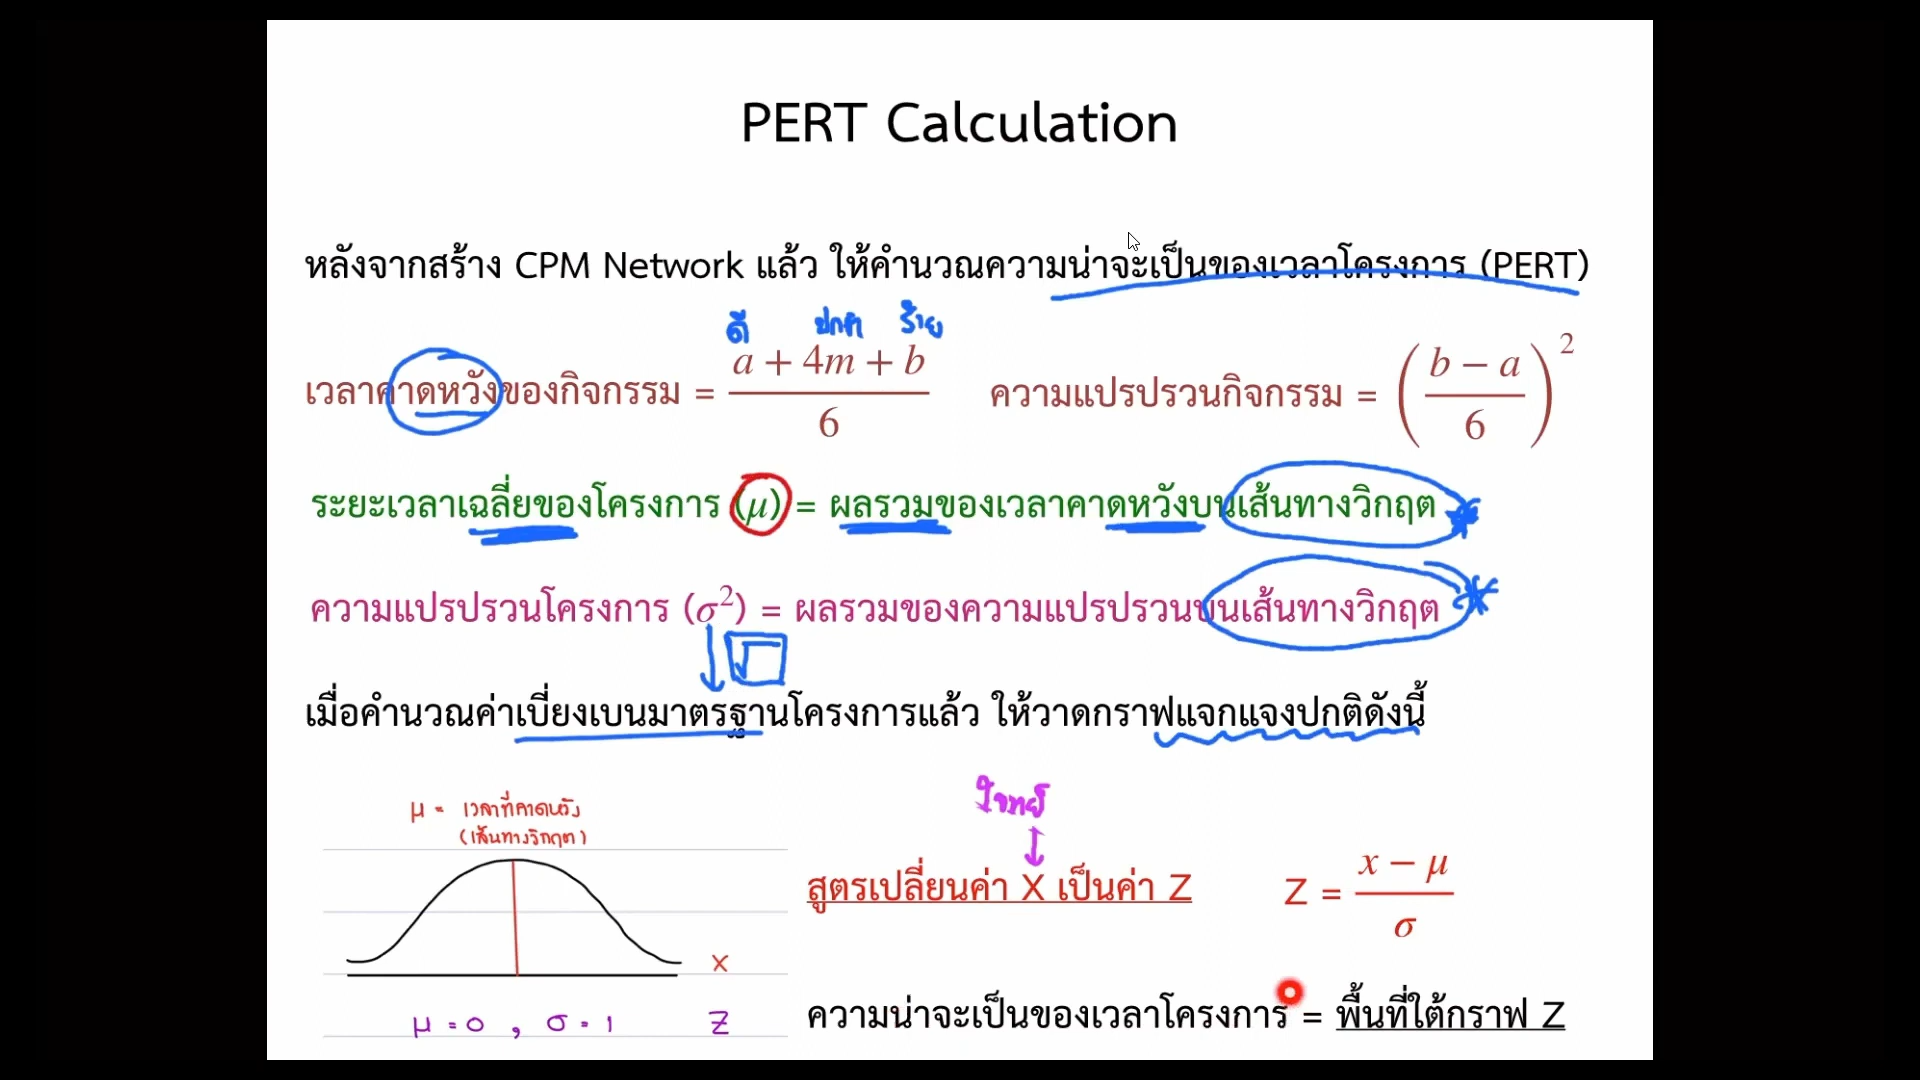 PERT Calculation
หลังจากสร้าง CPM Network แล้ว ให้คำนวณความน่าจะเป็นของเวลาโครงการ (PERT)
ดี ปกติ ร้าย
เวลาคาดหวังของกิจกรรม = (a + 4m + b) / 6 ความแปรปรวนกิจกรรม = ((b − a) / 6)²
ระยะเวลาเฉลี่ยของโครงการ (μ) = ผลรวมของเวลาคาดหวังบนเส้นทางวิกฤต
ความแปรปรวนโครงการ (σ²) = ผลรวมของความแปรปรวนบนเส้นทางวิกฤต
√
เมื่อคำนวณค่าเบี่ยงเบนมาตรฐานโครงการแล้ว ให้วาดกราฟแจกแจงปกติดังนี้
μ = เวลาที่คาดหวัง
(เส้นทางวิกฤต)
โจทย์
สูตรเปลี่ยนค่า X เป็นค่า Z Z = (x − μ) / σ
X
ความน่าจะเป็นของเวลาโครงการ = พื้นที่ใต้กราฟ Z
μ = 0 , σ = 1 Z